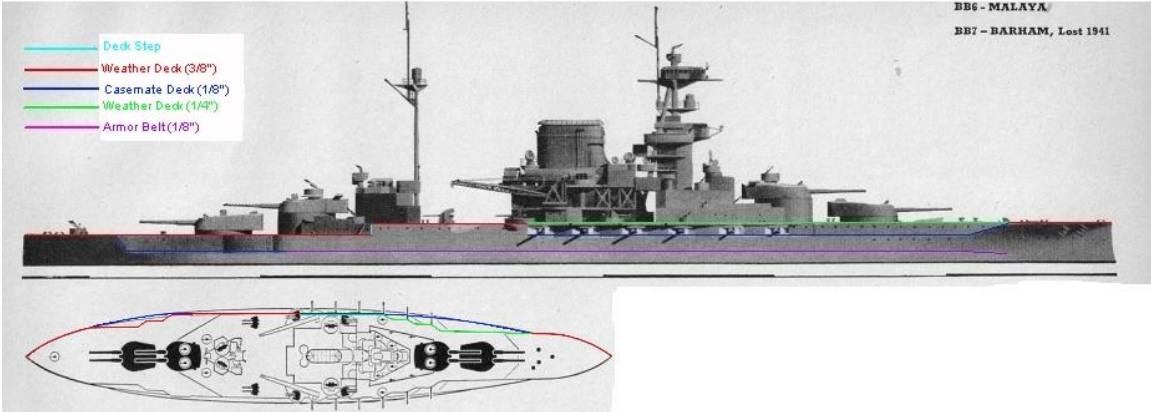 BB6 - MALAYA
BB7 - BARHAM, Lost 1941
Deck Step
Weather Deck (3/8")
Casemate Deck (1/8")
Weather Deck (1/4")
Armor Belt (1/8")